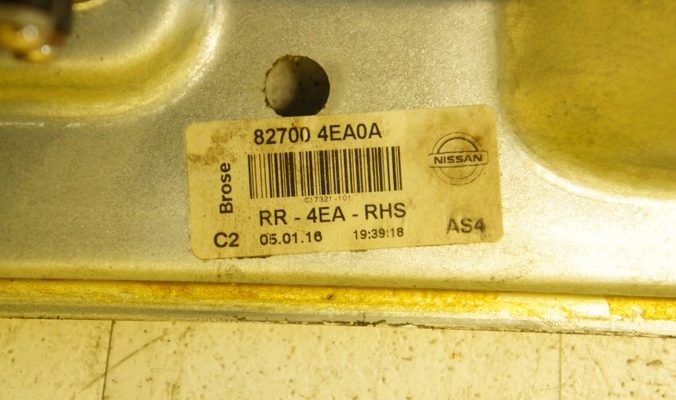 82700 4EA0A
Brose
C17321-101
NISSAN
RR - 4EA - RHS
C2 05.01.16 19:39:18 AS4